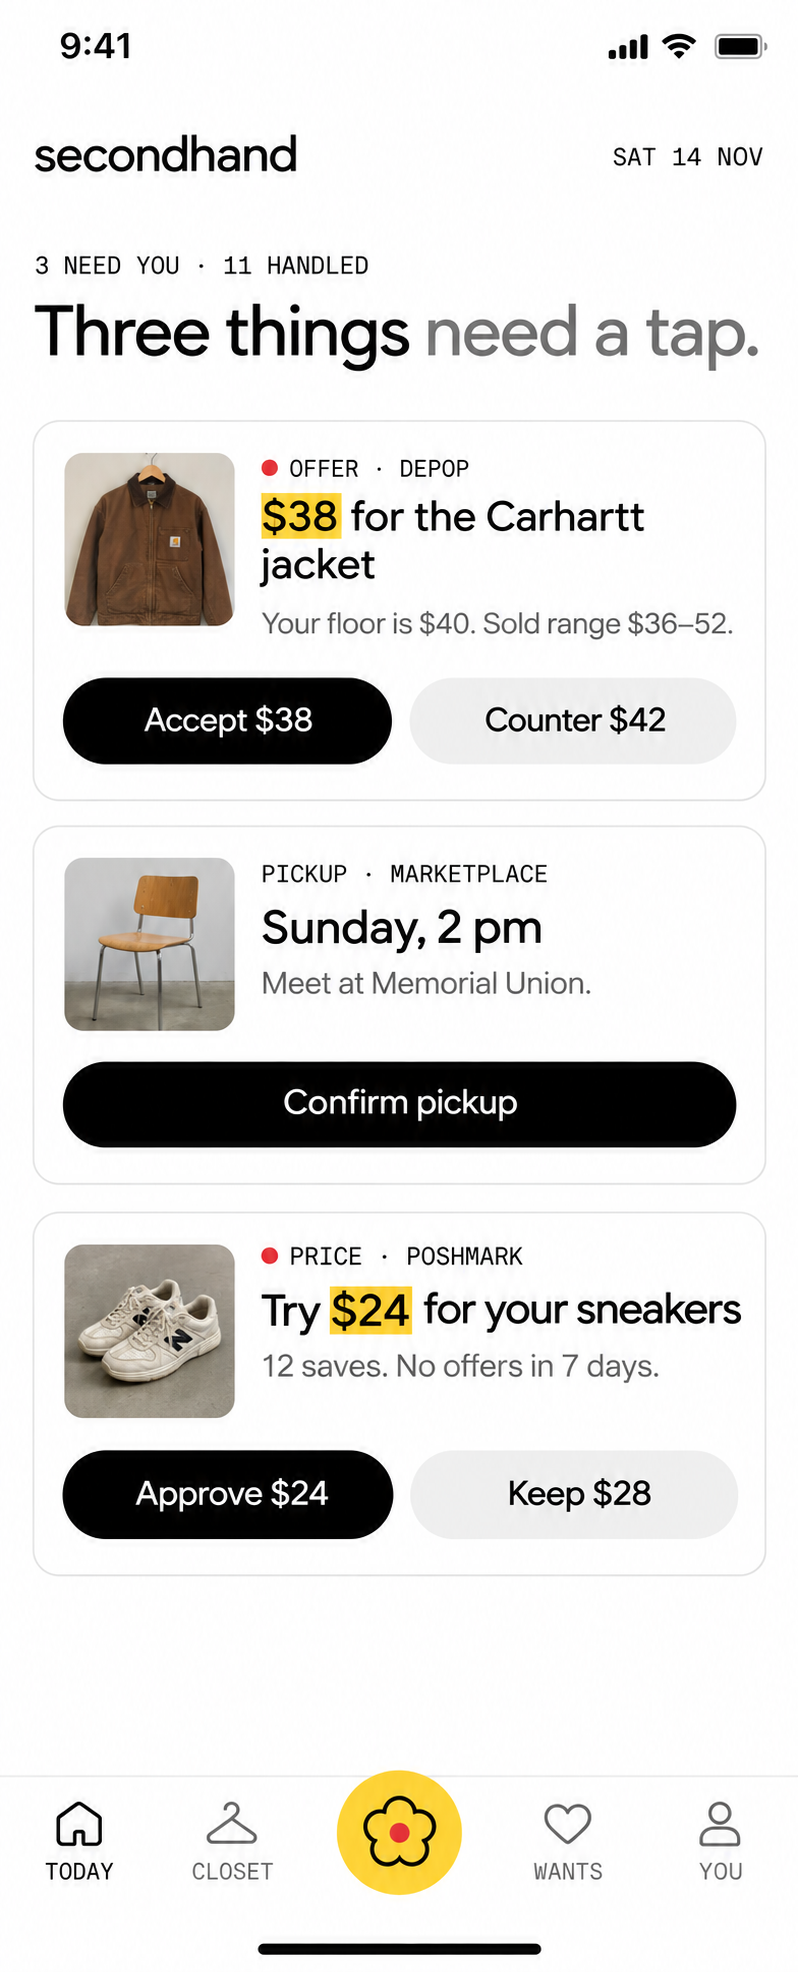 9:41
secondhand
SAT 14 NOV
3 NEED YOU · 11 HANDLED
Three things need a tap.
OFFER · DEPOP
$38 for the Carhartt
jacket
Your floor is $40. Sold range $36–52.
Accept $38
Counter $42
PICKUP · MARKETPLACE
Sunday, 2 pm
Meet at Memorial Union.
Confirm pickup
PRICE · POSHMARK
Try $24 for your sneakers
12 saves. No offers in 7 days.
Approve $24
Keep $28
TODAY
CLOSET
WANTS
YOU